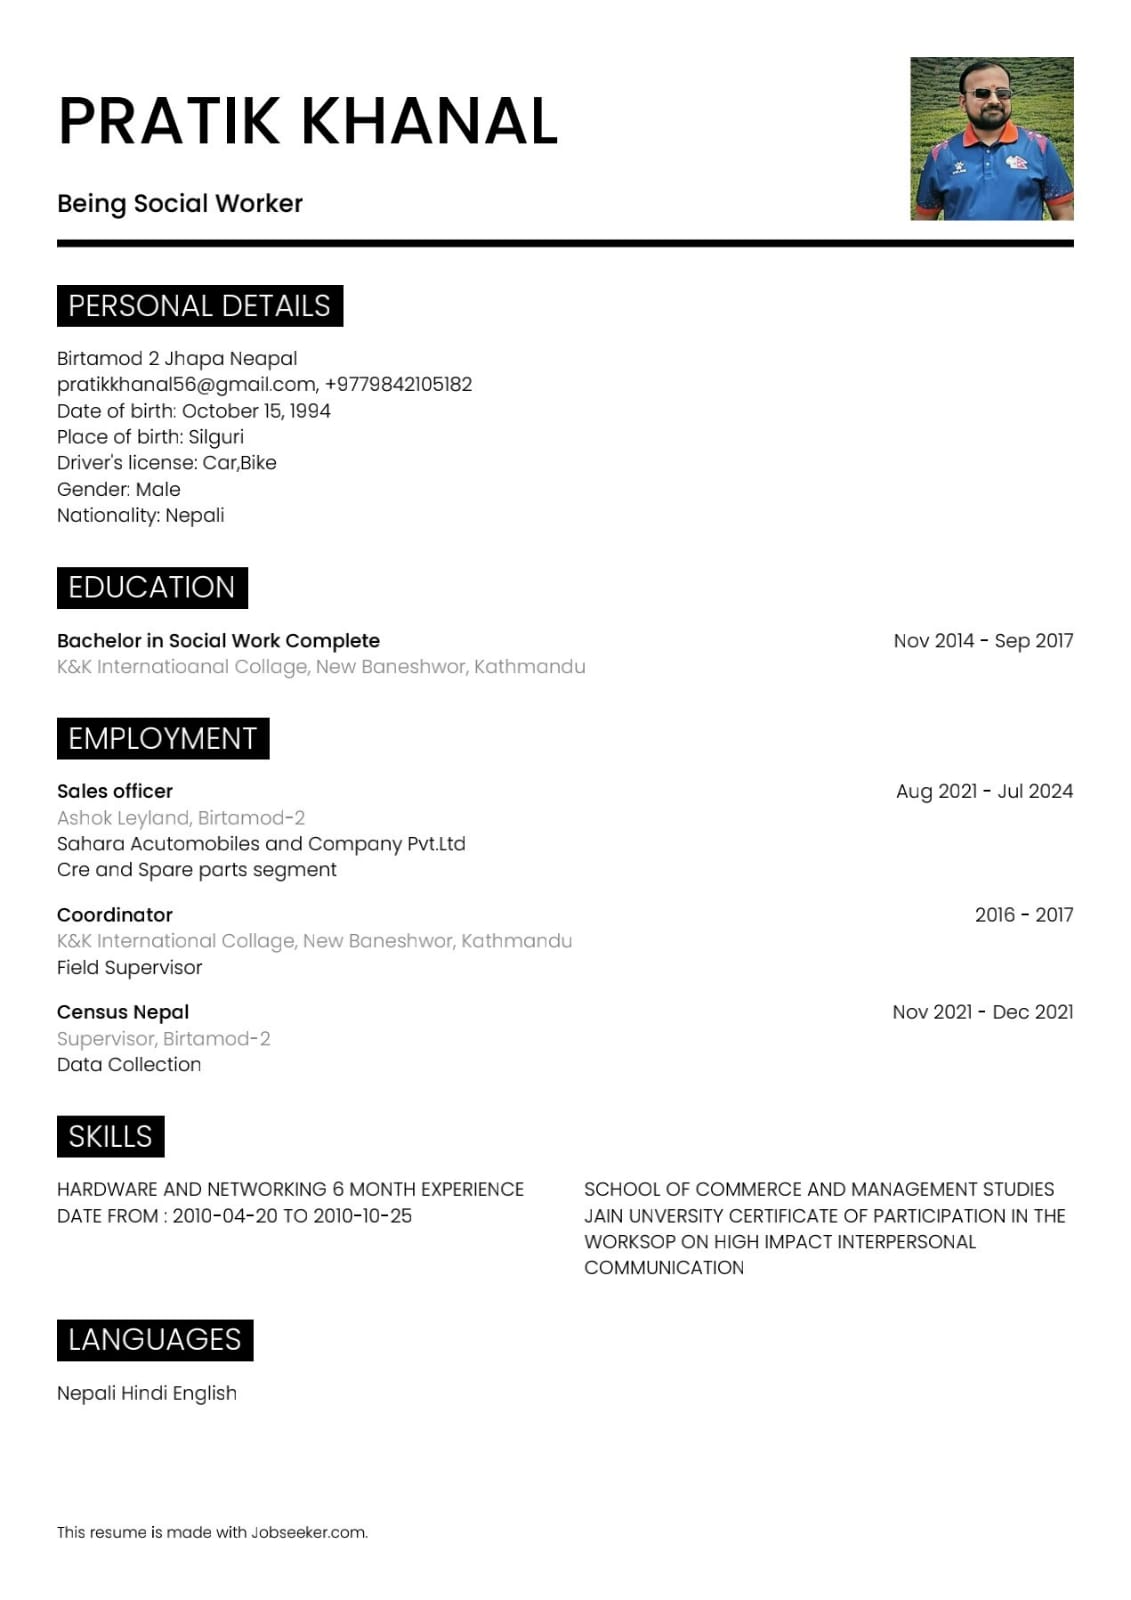 PRATIK KHANAL
Being Social Worker
PERSONAL DETAILS
Birtamod 2 Jhapa Neapal
pratikkhanal56@gmail.com, +9779842105182
Date of birth: October 15, 1994
Place of birth: Silguri
Driver's license: Car,Bike
Gender: Male
Nationality: Nepali
EDUCATION
Bachelor in Social Work Complete Nov 2014 - Sep 2017
K&K Internatioanal Collage, New Baneshwor, Kathmandu
EMPLOYMENT
Sales officer Aug 2021 - Jul 2024
Ashok Leyland, Birtamod-2
Sahara Acutomobiles and Company Pvt.Ltd
Cre and Spare parts segment
Coordinator 2016 - 2017
K&K International Collage, New Baneshwor, Kathmandu
Field Supervisor
Census Nepal Nov 2021 - Dec 2021
Supervisor, Birtamod-2
Data Collection
SKILLS
HARDWARE AND NETWORKING 6 MONTH EXPERIENCE
DATE FROM : 2010-04-20 TO 2010-10-25
SCHOOL OF COMMERCE AND MANAGEMENT STUDIES
JAIN UNVERSITY CERTIFICATE OF PARTICIPATION IN THE
WORKSOP ON HIGH IMPACT INTERPERSONAL
COMMUNICATION
LANGUAGES
Nepali Hindi English
This resume is made with Jobseeker.com.